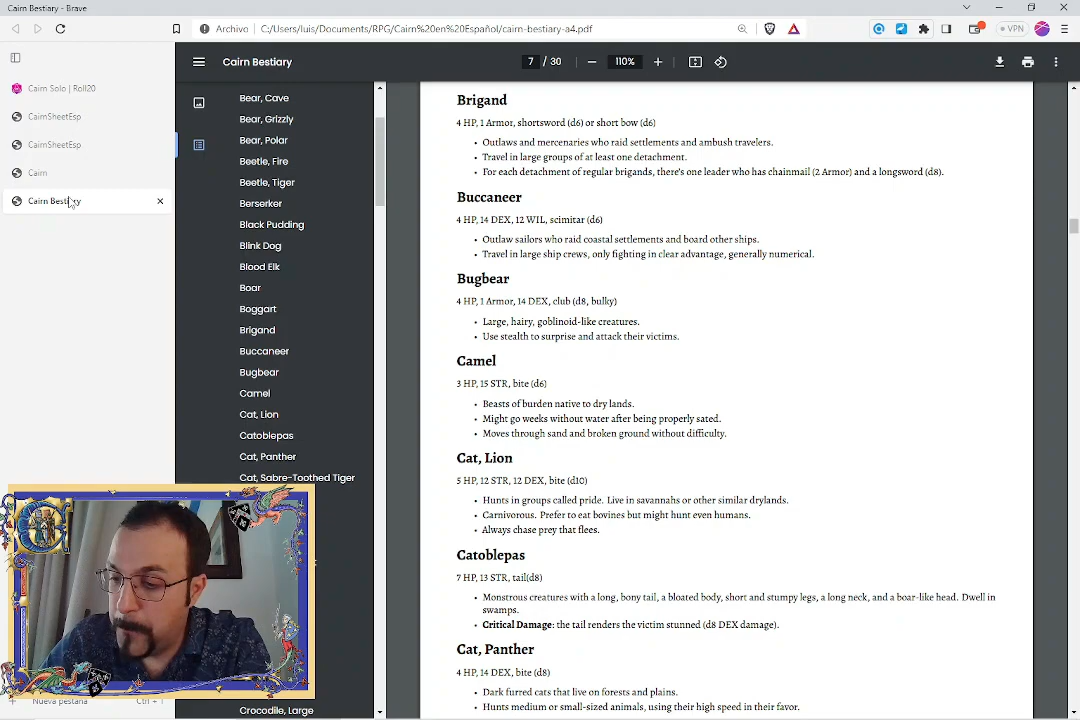 Cairn Bestiary - Brave
Archivo
C:/Users/luis/Documents/RPG/Cairn%20en%20Español/cairn-bestiary-a4.pdf
VPN
Cairn Solo | Roll20
CairnSheetEsp
CairnSheetEsp
Cairn
Cairn Bestiary
Nueva pestaña
Ctrl + T
Cairn Bestiary
7 / 30
110%
Bear, Cave
Bear, Grizzly
Bear, Polar
Beetle, Fire
Beetle, Tiger
Berserker
Black Pudding
Blink Dog
Blood Elk
Boar
Boggart
Brigand
Buccaneer
Bugbear
Camel
Cat, Lion
Catoblepas
Cat, Panther
Cat, Sabre-Toothed Tiger
Crocodile, Large
Brigand
4 HP, 1 Armor, shortsword (d6) or short bow (d6)
• Outlaws and mercenaries who raid settlements and ambush travelers.
• Travel in large groups of at least one detachment.
• For each detachment of regular brigands, there's one leader who has chainmail (2 Armor) and a longsword (d8).
Buccaneer
4 HP, 14 DEX, 12 WIL, scimitar (d6)
• Outlaw sailors who raid coastal settlements and board other ships.
• Travel in large ship crews, only fighting in clear advantage, generally numerical.
Bugbear
4 HP, 1 Armor, 14 DEX, club (d8, bulky)
• Large, hairy, goblinoid-like creatures.
• Use stealth to surprise and attack their victims.
Camel
3 HP, 15 STR, bite (d6)
• Beasts of burden native to dry lands.
• Might go weeks without water after being properly sated.
• Moves through sand and broken ground without difficulty.
Cat, Lion
5 HP, 12 STR, 12 DEX, bite (d10)
• Hunts in groups called pride. Live in savannahs or other similar drylands.
• Carnivorous. Prefer to eat bovines but might hunt even humans.
• Always chase prey that flees.
Catoblepas
7 HP, 13 STR, tail(d8)
• Monstrous creatures with a long, bony tail, a bloated body, short and stumpy legs, a long neck, and a boar-like head. Dwell in
swamps.
• Critical Damage: the tail renders the victim stunned (d8 DEX damage).
Cat, Panther
4 HP, 14 DEX, bite (d8)
• Dark furred cats that live on forests and plains.
• Hunts medium or small-sized animals, using their high speed in their favor.